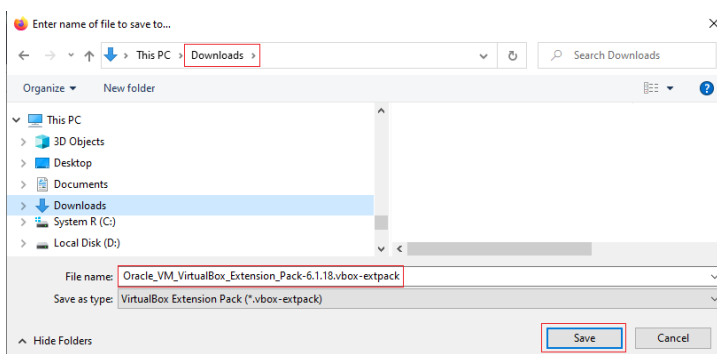 Enter name of file to save to...
This PC > Downloads >
Search Downloads
Organize
New folder
This PC
3D Objects
Desktop
Documents
Downloads
System R (C:)
Local Disk (D:)
File name: Oracle_VM_VirtualBox_Extension_Pack-6.1.18.vbox-extpack
Save as type: VirtualBox Extension Pack (*.vbox-extpack)
Hide Folders
Save
Cancel